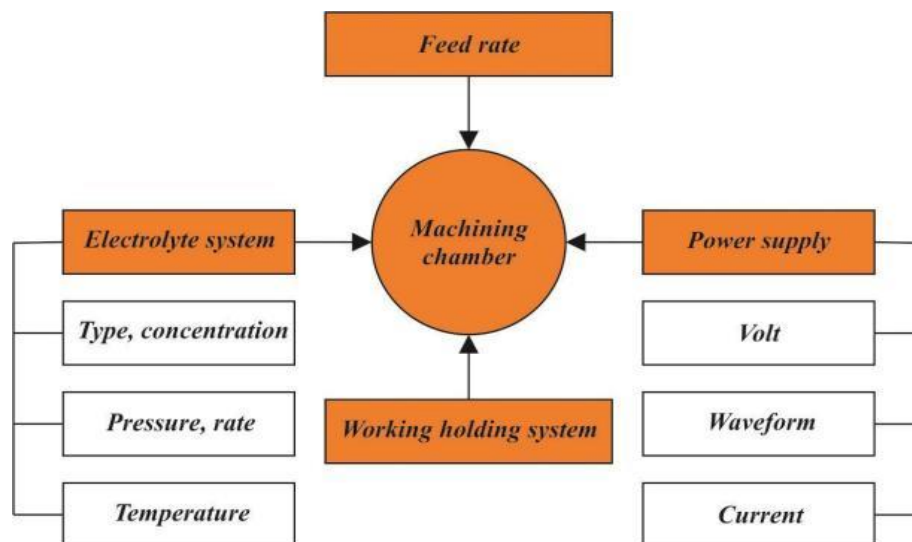 Feed rate
Electrolyte system
Machining
chamber
Power supply
Type, concentration
Volt
Pressure, rate
Working holding system
Waveform
Temperature
Current